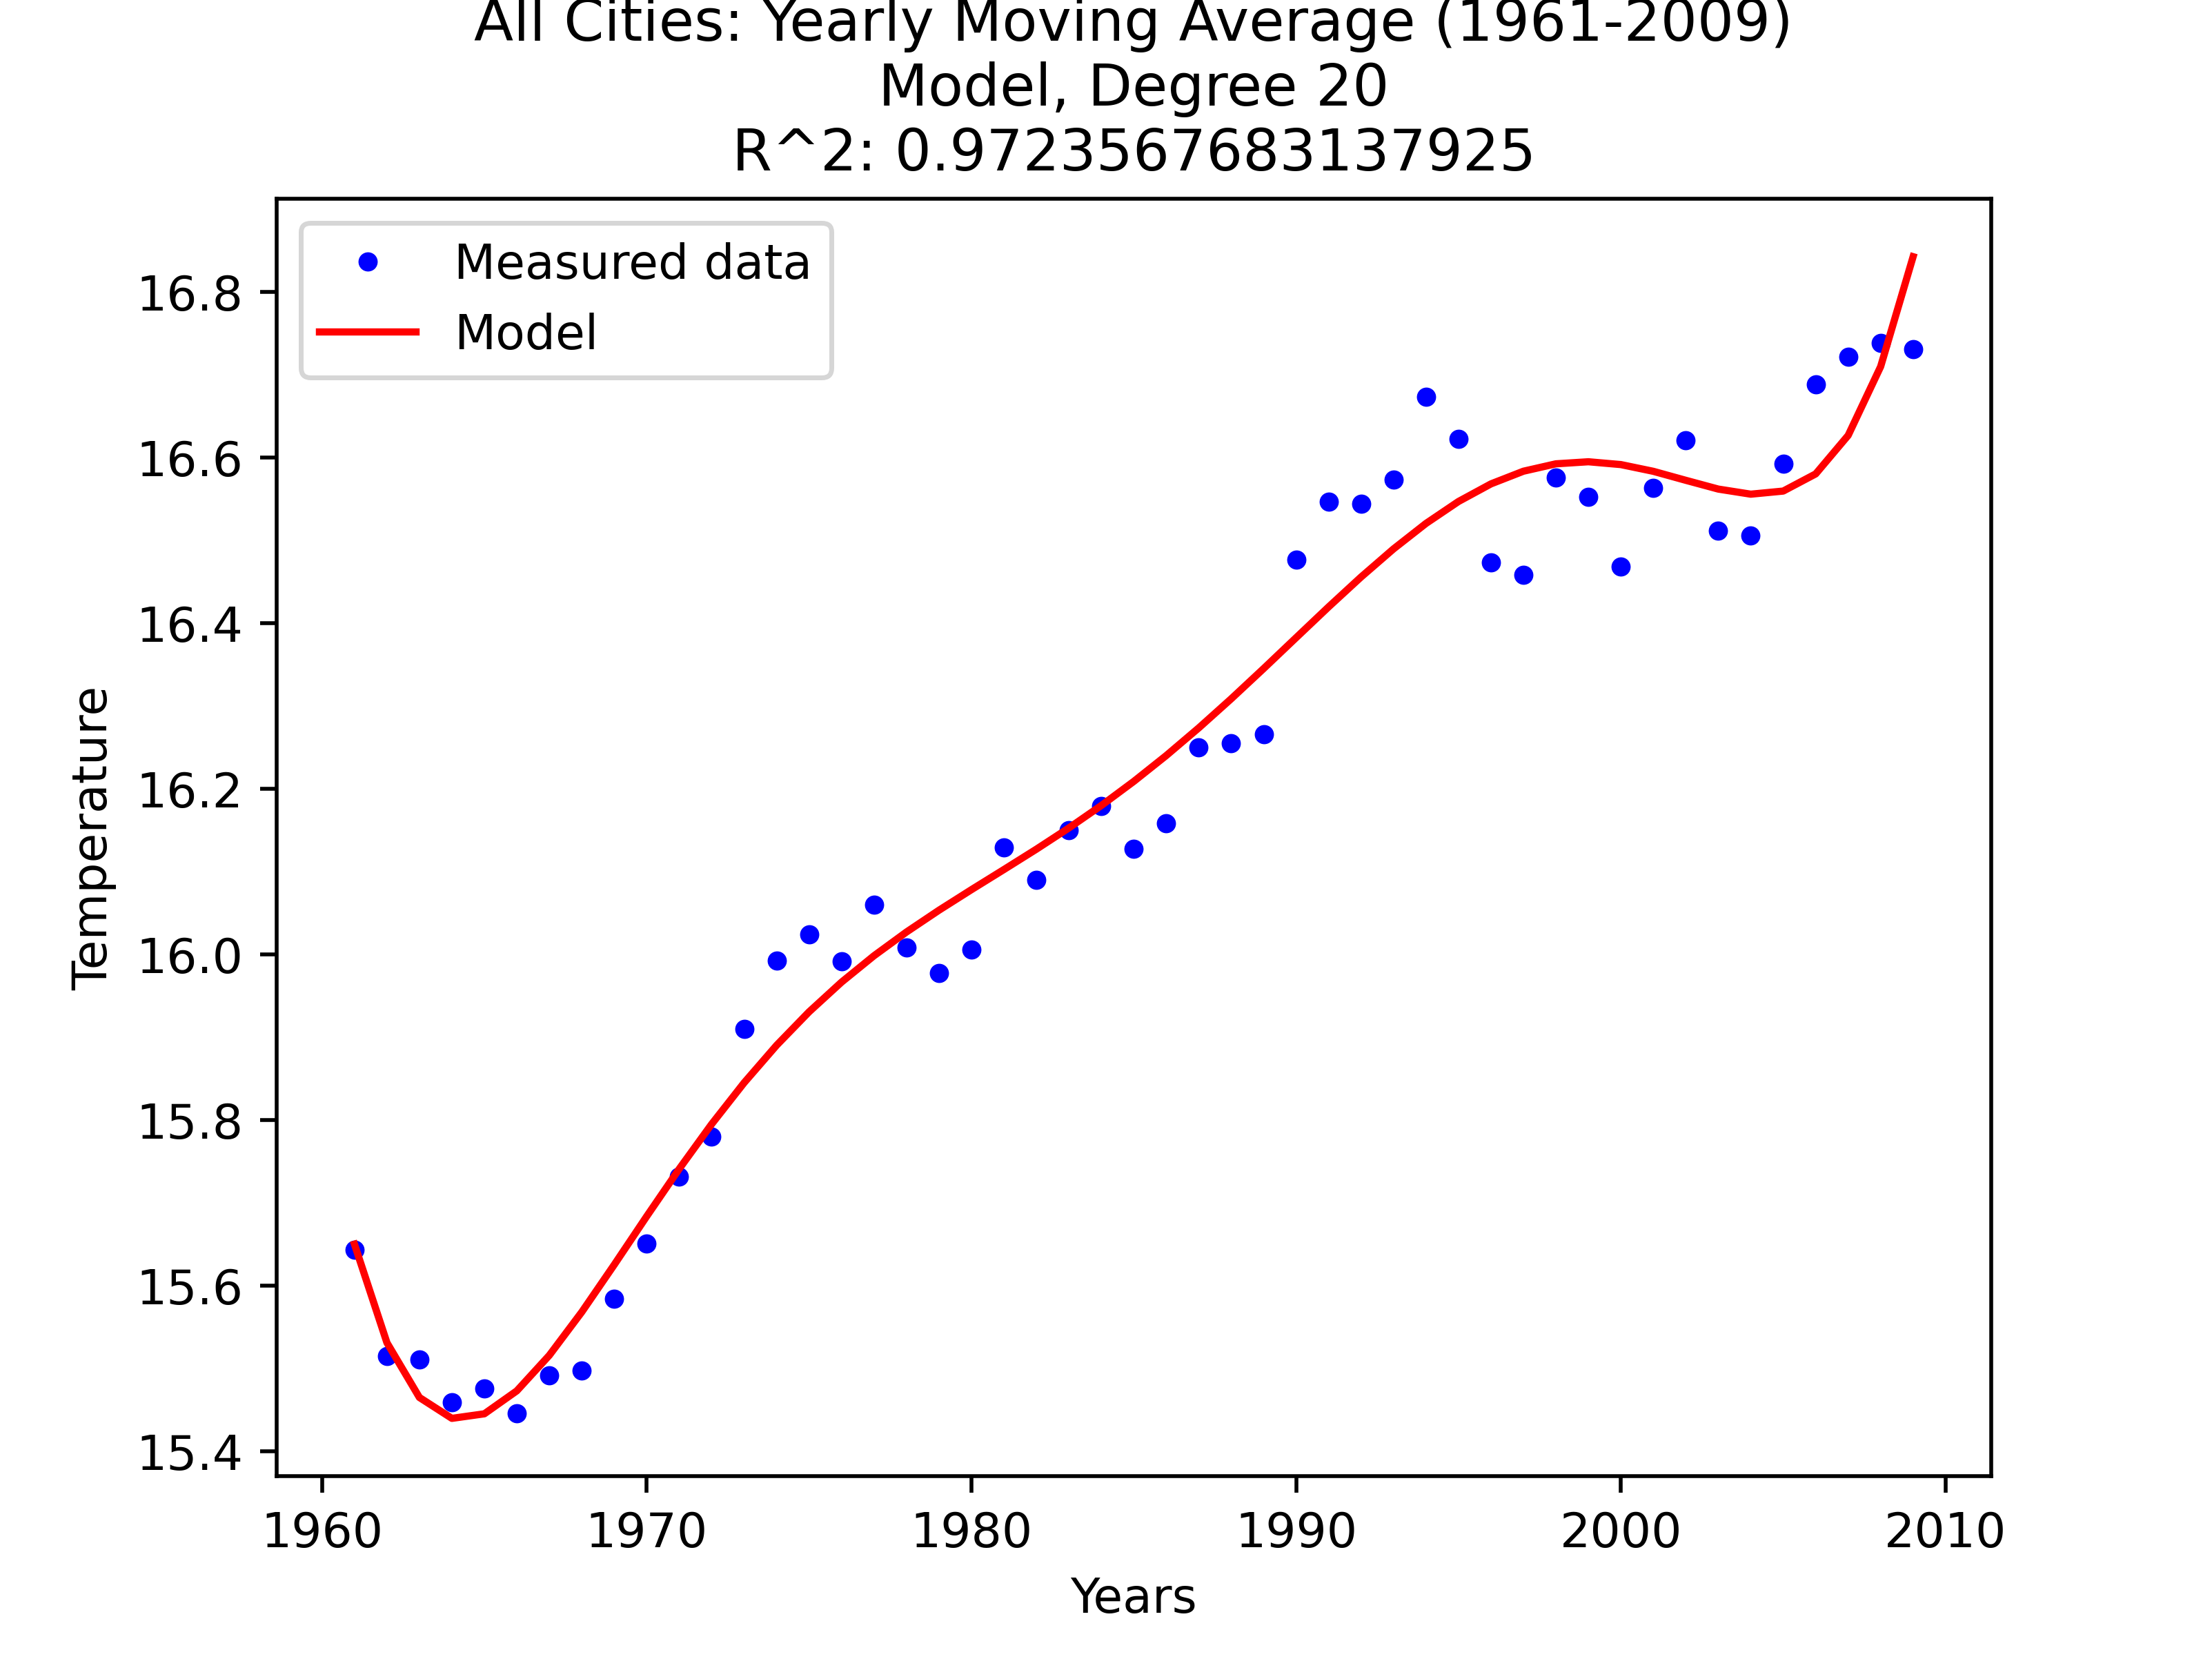 All Cities: Yearly Moving Average (1961-2009)
Model, Degree 20
R^2: 0.9723567683137925
Measured data
Model
16.8
16.6
16.4
16.2
16.0
15.8
15.6
15.4
Temperature
1960 1970 1980 1990 2000 2010
Years